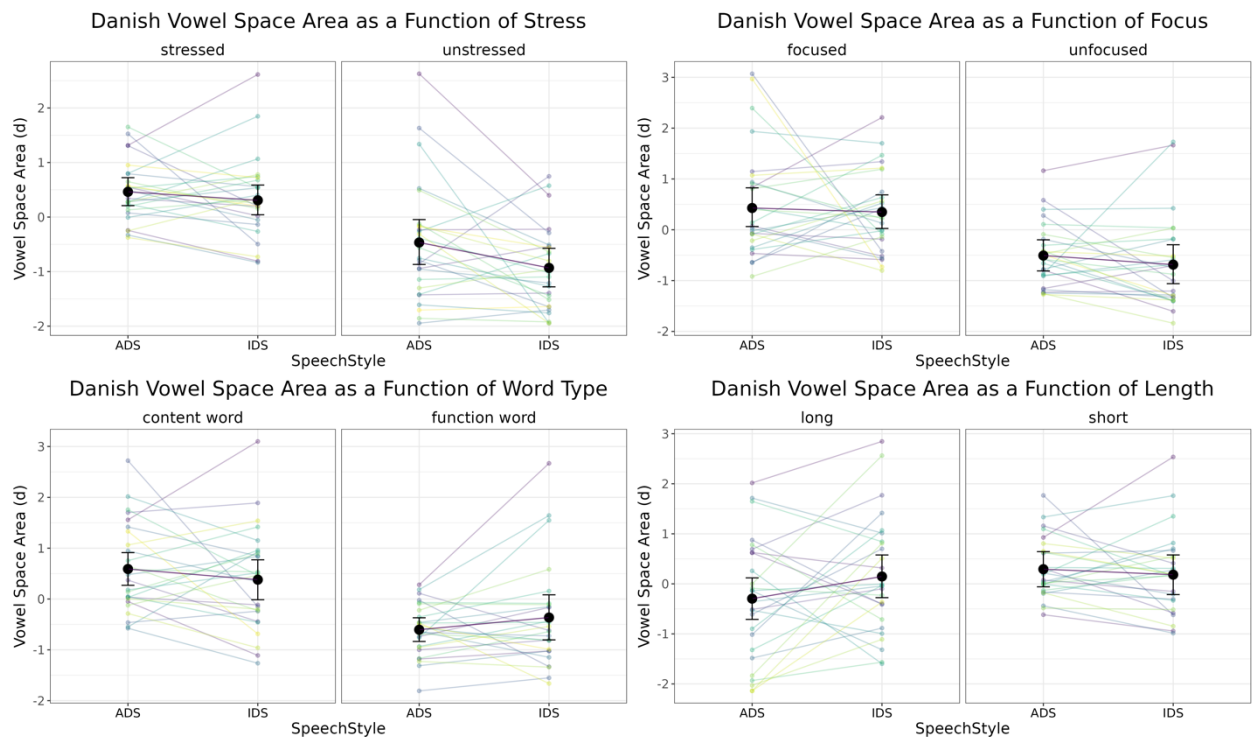 Danish Vowel Space Area as a Function of Stress
stressed unstressed
Vowel Space Area (d)
2
1
0
-1
-2
ADS IDS ADS IDS
SpeechStyle
Danish Vowel Space Area as a Function of Focus
focused unfocused
Vowel Space Area (d)
3
2
1
0
-1
-2
ADS IDS ADS IDS
SpeechStyle
Danish Vowel Space Area as a Function of Word Type
content word function word
Vowel Space Area (d)
3
2
1
0
-1
-2
ADS IDS ADS IDS
SpeechStyle
Danish Vowel Space Area as a Function of Length
long short
Vowel Space Area (d)
3
2
1
0
-1
-2
ADS IDS ADS IDS
SpeechStyle